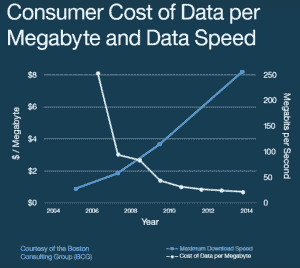 Consumer Cost of Data per
Megabyte and Data Speed
$8
$6
$4
$2
$0
$ / Megabyte
250
200
150
100
50
0
Megabits per Second
2004 2006 2008 2010 2012 2014
Year
Courtesy of the Boston
Consulting Group (BCG)
Maximum Download Speed
Cost of Data per Megabyte